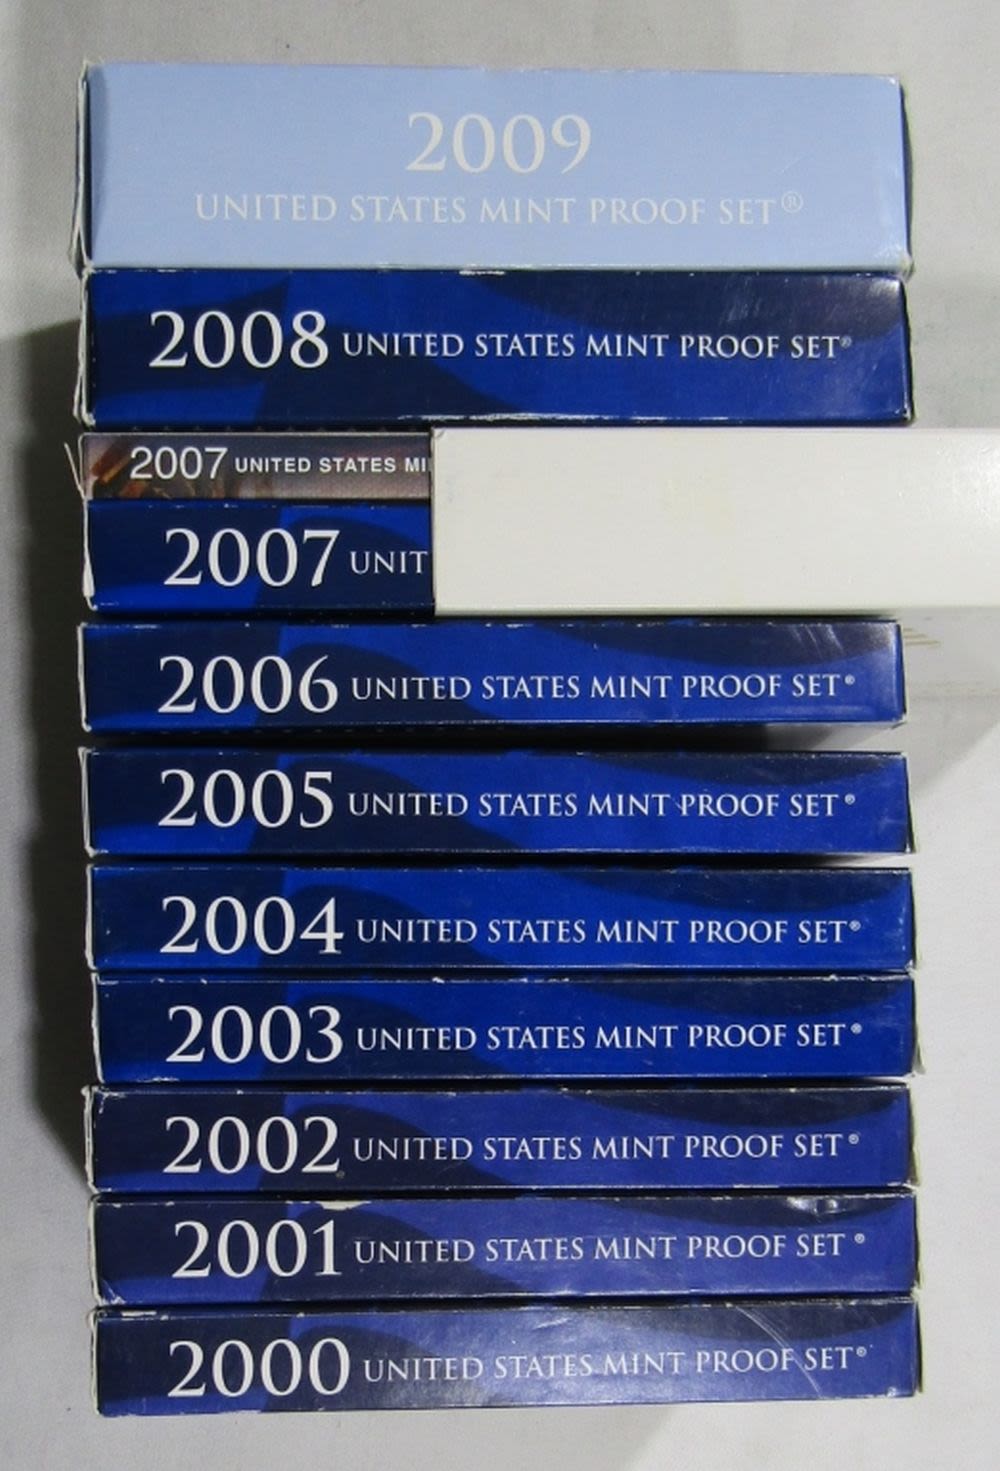 2009
UNITED STATES MINT PROOF SET®
2008 UNITED STATES MINT PROOF SET®
2007 UNITED STATES MI
2007 UNIT
2006 UNITED STATES MINT PROOF SET®
2005 UNITED STATES MINT PROOF SET®
2004 UNITED STATES MINT PROOF SET®
2003 UNITED STATES MINT PROOF SET®
2002 UNITED STATES MINT PROOF SET®
2001 UNITED STATES MINT PROOF SET®
2000 UNITED STATES MINT PROOF SET®